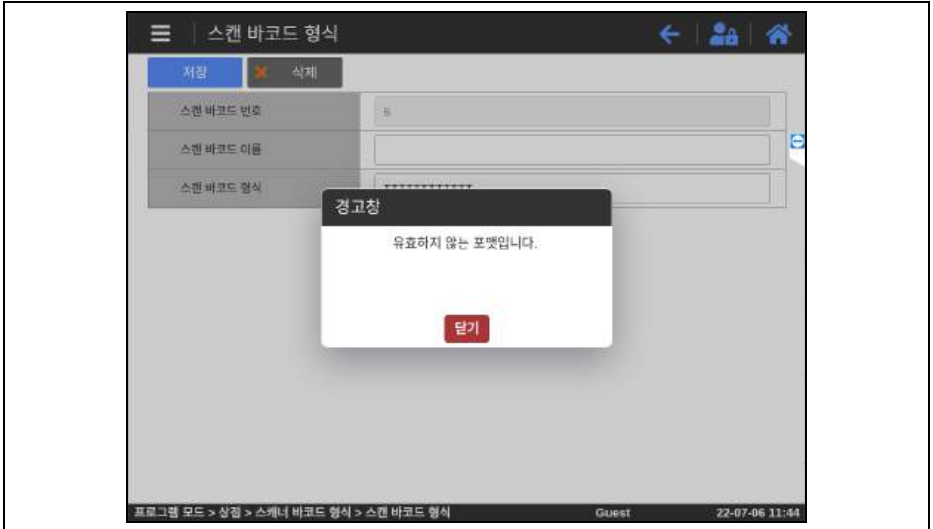 스캔 바코드 형식
저장
삭제
스캔 바코드 번호
스캔 바코드 이름
스캔 바코드 형식
경고창
유효하지 않는 포맷입니다.
닫기
프로그램 모드 > 상점 > 스캐너 바코드 형식 > 스캔 바코드 형식 Guest 22-07-06 11:44